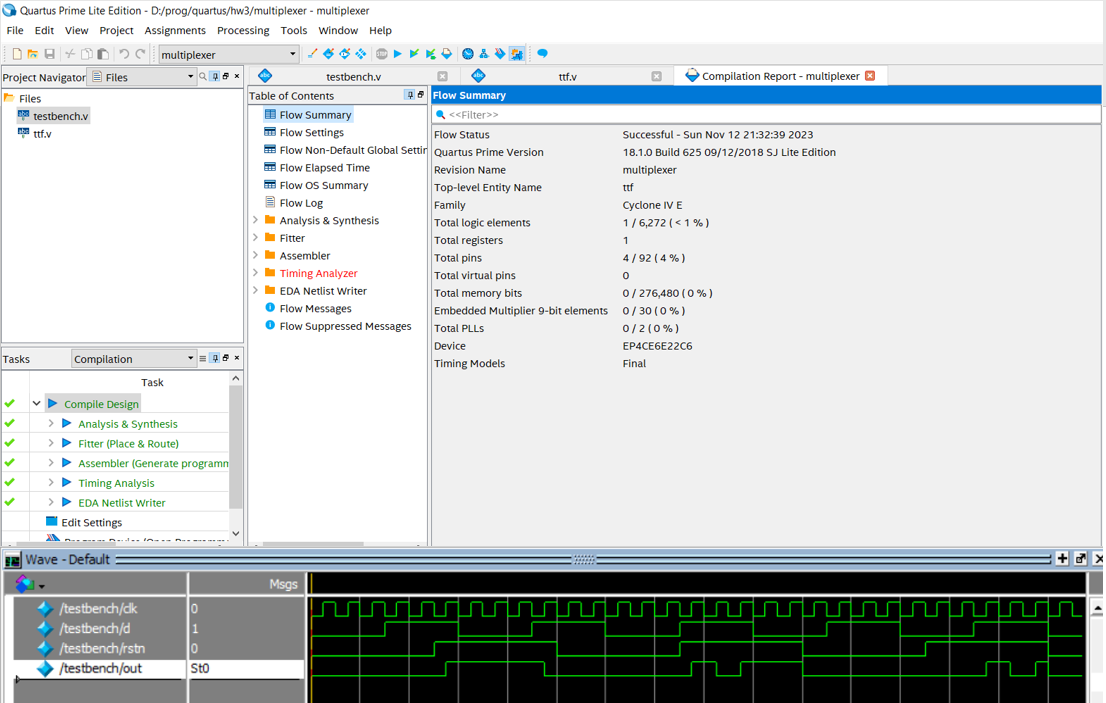 Quartus Prime Lite Edition - D:/prog/quartus/hw3/multiplexer - multiplexer
File Edit View Project Assignments Processing Tools Window Help
multiplexer
Project Navigator Files
Files
testbench.v
ttf.v
testbench.v
ttf.v
Compilation Report - multiplexer
Table of Contents
Flow Summary
Flow Settings
Flow Non-Default Global Settin
Flow Elapsed Time
Flow OS Summary
Flow Log
Analysis & Synthesis
Fitter
Assembler
Timing Analyzer
EDA Netlist Writer
Flow Messages
Flow Suppressed Messages
Flow Summary
<<Filter>>
Flow Status Successful - Sun Nov 12 21:32:39 2023
Quartus Prime Version 18.1.0 Build 625 09/12/2018 SJ Lite Edition
Revision Name multiplexer
Top-level Entity Name ttf
Family Cyclone IV E
Total logic elements 1 / 6,272 ( < 1 % )
Total registers 1
Total pins 4 / 92 ( 4 % )
Total virtual pins 0
Total memory bits 0 / 276,480 ( 0 % )
Embedded Multiplier 9-bit elements 0 / 30 ( 0 % )
Total PLLs 0 / 2 ( 0 % )
Device EP4CE6E22C6
Timing Models Final
Tasks Compilation
Task
Compile Design
Analysis & Synthesis
Fitter (Place & Route)
Assembler (Generate programm
Timing Analysis
EDA Netlist Writer
Edit Settings
Program Device (Open Programm
Wave - Default
Msgs
/testbench/clk 0
/testbench/d 1
/testbench/rstn 0
/testbench/out St0